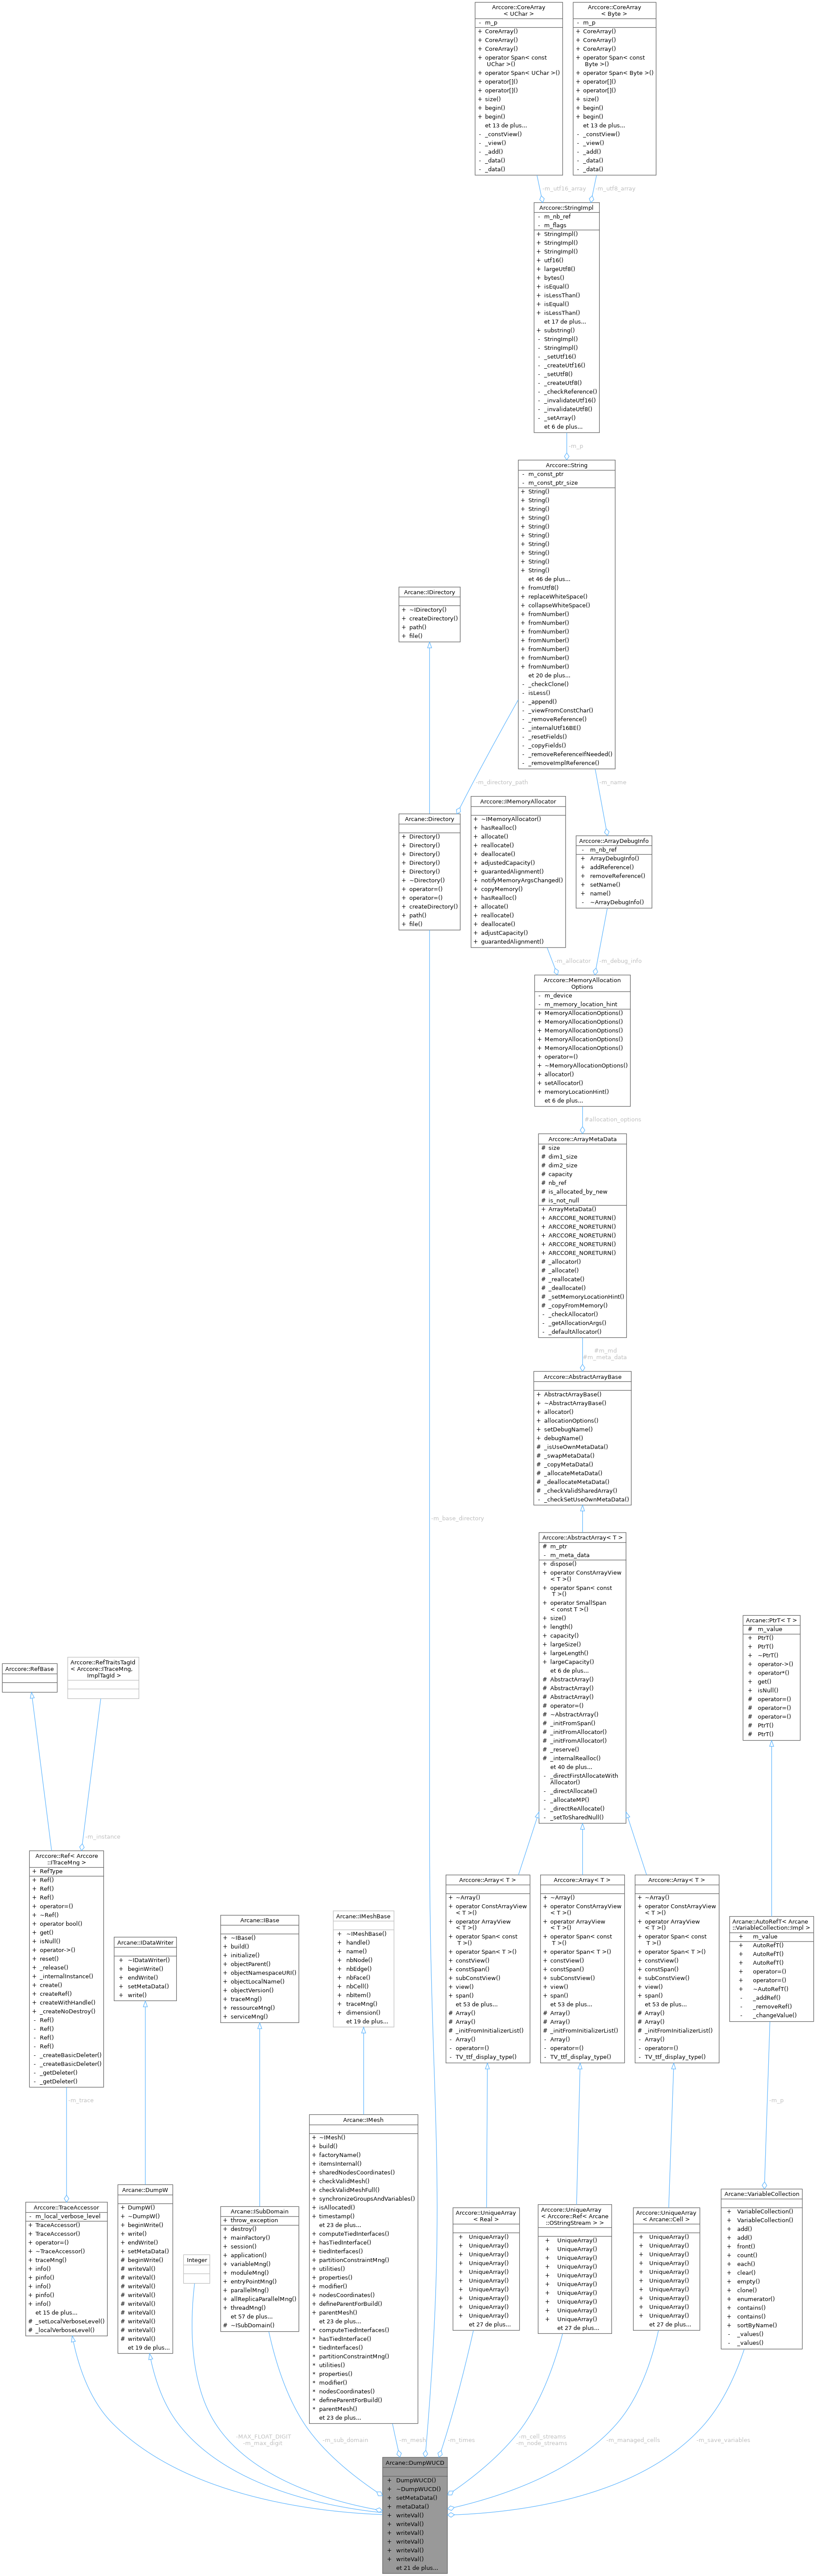 Arccore::CoreArray
< UChar >
- m_p
+ CoreArray()
+ CoreArray()
+ CoreArray()
+ operator Span< const
UChar >()
+ operator Span< UChar >()
+ operator[]()
+ operator[]()
+ size()
+ begin()
+ begin()
et 13 de plus...
- _constView()
- _view()
- _add()
- _data()
- _data()
Arccore::CoreArray
< Byte >
- m_p
+ CoreArray()
+ CoreArray()
+ CoreArray()
+ operator Span< const
Byte >()
+ operator Span< Byte >()
+ operator[]()
+ operator[]()
+ size()
+ begin()
+ begin()
et 13 de plus...
- _constView()
- _view()
- _add()
- _data()
- _data()
-m_utf16_array
-m_utf8_array
Arccore::StringImpl
- m_nb_ref
- m_flags
+ StringImpl()
+ StringImpl()
+ StringImpl()
+ utf16()
+ largeUtf8()
+ bytes()
+ isEqual()
+ isLessThan()
+ isEqual()
+ isLessThan()
et 17 de plus...
+ substring()
- StringImpl()
- StringImpl()
- _setUtf16()
- _createUtf16()
- _setUtf8()
- _createUtf8()
- _checkReference()
- _invalidateUtf16()
- _invalidateUtf8()
- _setArray()
et 6 de plus...
-m_p
Arccore::String
- m_const_ptr
- m_const_ptr_size
+ String()
+ String()
+ String()
+ String()
+ String()
+ String()
+ String()
+ String()
+ String()
+ String()
et 46 de plus...
+ fromUtf8()
+ replaceWhiteSpace()
+ collapseWhiteSpace()
+ fromNumber()
+ fromNumber()
+ fromNumber()
+ fromNumber()
+ fromNumber()
+ fromNumber()
+ fromNumber()
et 20 de plus...
- _checkClone()
- isLess()
- _append()
- _viewFromConstChar()
- _removeReference()
- _internalUtf16BE()
- _resetFields()
- _copyFields()
- _removeReferenceIfNeeded()
- _removeImplReference()
Arcane::IDirectory
+ ~IDirectory()
+ createDirectory()
+ path()
+ file()
-m_directory_path
-m_name
Arcane::Directory
+ Directory()
+ Directory()
+ Directory()
+ Directory()
+ Directory()
+ ~Directory()
+ operator=()
+ operator=()
+ createDirectory()
+ path()
+ file()
Arccore::IMemoryAllocator
+ ~IMemoryAllocator()
+ hasRealloc()
+ allocate()
+ reallocate()
+ deallocate()
+ adjustedCapacity()
+ guarantedAlignment()
+ notifyMemoryArgsChanged()
+ copyMemory()
+ hasRealloc()
+ allocate()
+ reallocate()
+ deallocate()
+ adjustCapacity()
+ guarantedAlignment()
Arccore::ArrayDebugInfo
- m_nb_ref
+ ArrayDebugInfo()
+ addReference()
+ removeReference()
+ setName()
+ name()
- ~ArrayDebugInfo()
-m_allocator
-m_debug_info
Arccore::MemoryAllocation
Options
- m_device
- m_memory_location_hint
+ MemoryAllocationOptions()
+ MemoryAllocationOptions()
+ MemoryAllocationOptions()
+ MemoryAllocationOptions()
+ MemoryAllocationOptions()
+ operator=()
+ ~MemoryAllocationOptions()
+ allocator()
+ setAllocator()
+ memoryLocationHint()
et 6 de plus...
#allocation_options
Arccore::ArrayMetaData
# size
# dim1_size
# dim2_size
# capacity
# nb_ref
# is_allocated_by_new
# is_not_null
+ ArrayMetaData()
+ ARCCORE_NORETURN()
+ ARCCORE_NORETURN()
+ ARCCORE_NORETURN()
+ ARCCORE_NORETURN()
+ ARCCORE_NORETURN()
# _allocator()
# _allocate()
# _reallocate()
# _deallocate()
# _setMemoryLocationHint()
# _copyFromMemory()
- _checkAllocator()
- _getAllocationArgs()
- _defaultAllocator()
#m_md
#m_meta_data
Arccore::AbstractArrayBase
+ AbstractArrayBase()
+ ~AbstractArrayBase()
+ allocator()
+ allocationOptions()
+ setDebugName()
+ debugName()
# _isUseOwnMetaData()
# _swapMetaData()
# _copyMetaData()
# _allocateMetaData()
# _deallocateMetaData()
# _checkValidSharedArray()
- _checkSetUseOwnMetaData()
-m_base_directory
Arccore::AbstractArray< T >
# m_ptr
- m_meta_data
+ dispose()
+ operator ConstArrayView
< T >()
+ operator Span< const
T >()
+ operator SmallSpan
< const T >()
+ size()
+ length()
+ capacity()
+ largeSize()
+ largeLength()
+ largeCapacity()
et 6 de plus...
# AbstractArray()
# AbstractArray()
# AbstractArray()
# operator=()
# ~AbstractArray()
# _initFromSpan()
# _initFromAllocator()
# _initFromAllocator()
# _reserve()
# _internalRealloc()
et 40 de plus...
- _directFirstAllocateWith
Allocator()
- _directAllocate()
- _allocateMP()
- _directReAllocate()
- _setToSharedNull()
Arcane::PtrT< T >
# m_value
+ PtrT()
+ PtrT()
+ ~PtrT()
+ operator->()
+ operator*()
+ get()
+ isNull()
# operator=()
# operator=()
# operator=()
# PtrT()
# PtrT()
Arccore::RefBase
Arccore::RefTraitsTagId
< Arccore::ITraceMng,
ImplTagId >
-m_instance
Arccore::Ref< Arccore
::ITraceMng >
+ RefType
+ Ref()
+ Ref()
+ Ref()
+ operator=()
+ ~Ref()
+ operator bool()
+ get()
+ isNull()
+ operator->()
+ reset()
- _release()
- _internalInstance()
+ create()
+ createRef()
+ createWithHandle()
+ _createNoDestroy()
- Ref()
- Ref()
- Ref()
- Ref()
- _createBasicDeleter()
- _createBasicDeleter()
- _getDeleter()
- _getDeleter()
Arcane::IDataWriter
+ ~IDataWriter()
+ beginWrite()
+ endWrite()
+ setMetaData()
+ write()
Arccore::IBase
+ ~IBase()
+ build()
+ initialize()
+ objectParent()
+ objectNamespaceURI()
+ objectLocalName()
+ objectVersion()
+ traceMng()
+ ressourceMng()
+ serviceMng()
Arcane::IMeshBase
+ ~IMeshBase()
+ handle()
+ name()
+ nbNode()
+ nbEdge()
+ nbFace()
+ nbCell()
+ nbItem()
+ traceMng()
+ dimension()
et 19 de plus...
Arccore::Array< T >
+ ~Array()
+ operator ConstArrayView
< T >()
+ operator ArrayView
< T >()
+ operator Span< const
T >()
+ operator Span< T >()
+ constView()
+ constSpan()
+ subConstView()
+ view()
+ span()
et 53 de plus...
# Array()
# Array()
# _initFromInitializerList()
- Array()
- operator=()
- TV_ttf_display_type()
Arccore::Array< T >
+ ~Array()
+ operator ConstArrayView
< T >()
+ operator ArrayView
< T >()
+ operator Span< const
T >()
+ operator Span< T >()
+ constView()
+ constSpan()
+ subConstView()
+ view()
+ span()
et 53 de plus...
# Array()
# Array()
# _initFromInitializerList()
- Array()
- operator=()
- TV_ttf_display_type()
Arccore::Array< T >
+ ~Array()
+ operator ConstArrayView
< T >()
+ operator ArrayView
< T >()
+ operator Span< const
T >()
+ operator Span< T >()
+ constView()
+ constSpan()
+ subConstView()
+ view()
+ span()
et 53 de plus...
# Array()
# Array()
# _initFromInitializerList()
- Array()
- operator=()
- TV_ttf_display_type()
Arcane::AutoRefT< Arcane
::VariableCollection::Impl >
+ m_value
+ AutoRefT()
+ AutoRefT()
+ AutoRefT()
+ operator=()
+ operator=()
+ ~AutoRefT()
- _addRef()
- _removeRef()
- _changeValue()
-m_trace
-m_p
Arccore::TraceAccessor
- m_local_verbose_level
+ TraceAccessor()
+ TraceAccessor()
+ operator=()
+ ~TraceAccessor()
+ traceMng()
+ info()
+ pinfo()
+ info()
+ pinfo()
+ info()
et 15 de plus...
# _setLocalVerboseLevel()
# _localVerboseLevel()
Arcane::DumpW
+ DumpW()
+ ~DumpW()
+ beginWrite()
+ write()
+ endWrite()
+ setMetaData()
# beginWrite()
# writeVal()
# writeVal()
# writeVal()
# writeVal()
# writeVal()
# writeVal()
# writeVal()
# writeVal()
# writeVal()
et 19 de plus...
Integer
Arcane::ISubDomain
+ throw_exception
+ destroy()
+ mainFactory()
+ session()
+ application()
+ variableMng()
+ moduleMng()
+ entryPointMng()
+ parallelMng()
+ allReplicaParallelMng()
+ threadMng()
et 57 de plus...
# ~ISubDomain()
Arcane::IMesh
+ ~IMesh()
+ build()
+ factoryName()
+ itemsInternal()
+ sharedNodesCoordinates()
+ checkValidMesh()
+ checkValidMeshFull()
+ synchronizeGroupsAndVariables()
+ isAllocated()
+ timestamp()
et 23 de plus...
+ computeTiedInterfaces()
+ hasTiedInterface()
+ tiedInterfaces()
+ partitionConstraintMng()
+ utilities()
+ properties()
+ modifier()
+ nodesCoordinates()
+ defineParentForBuild()
+ parentMesh()
et 23 de plus...
* computeTiedInterfaces()
* hasTiedInterface()
* tiedInterfaces()
* partitionConstraintMng()
* utilities()
* properties()
* modifier()
* nodesCoordinates()
* defineParentForBuild()
* parentMesh()
et 23 de plus...
Arccore::UniqueArray
< Real >
+ UniqueArray()
+ UniqueArray()
+ UniqueArray()
+ UniqueArray()
+ UniqueArray()
+ UniqueArray()
+ UniqueArray()
+ UniqueArray()
+ UniqueArray()
+ UniqueArray()
et 27 de plus...
Arccore::UniqueArray
< Arccore::Ref< Arcane
::OStringStream > >
+ UniqueArray()
+ UniqueArray()
+ UniqueArray()
+ UniqueArray()
+ UniqueArray()
+ UniqueArray()
+ UniqueArray()
+ UniqueArray()
+ UniqueArray()
+ UniqueArray()
et 27 de plus...
Arccore::UniqueArray
< Arcane::Cell >
+ UniqueArray()
+ UniqueArray()
+ UniqueArray()
+ UniqueArray()
+ UniqueArray()
+ UniqueArray()
+ UniqueArray()
+ UniqueArray()
+ UniqueArray()
+ UniqueArray()
et 27 de plus...
Arcane::VariableCollection
+ VariableCollection()
+ VariableCollection()
+ add()
+ add()
+ front()
+ count()
+ each()
+ clear()
+ empty()
+ clone()
+ enumerator()
+ contains()
+ contains()
+ sortByName()
- _values()
- _values()
-MAX_FLOAT_DIGIT
-m_max_digit
-m_sub_domain
-m_mesh
-m_times
-m_cell_streams
-m_node_streams
-m_managed_cells
-m_save_variables
Arcane::DumpWUCD
+ DumpWUCD()
+ ~DumpWUCD()
+ setMetaData()
+ metaData()
+ writeVal()
+ writeVal()
+ writeVal()
+ writeVal()
+ writeVal()
+ writeVal()
et 21 de plus...